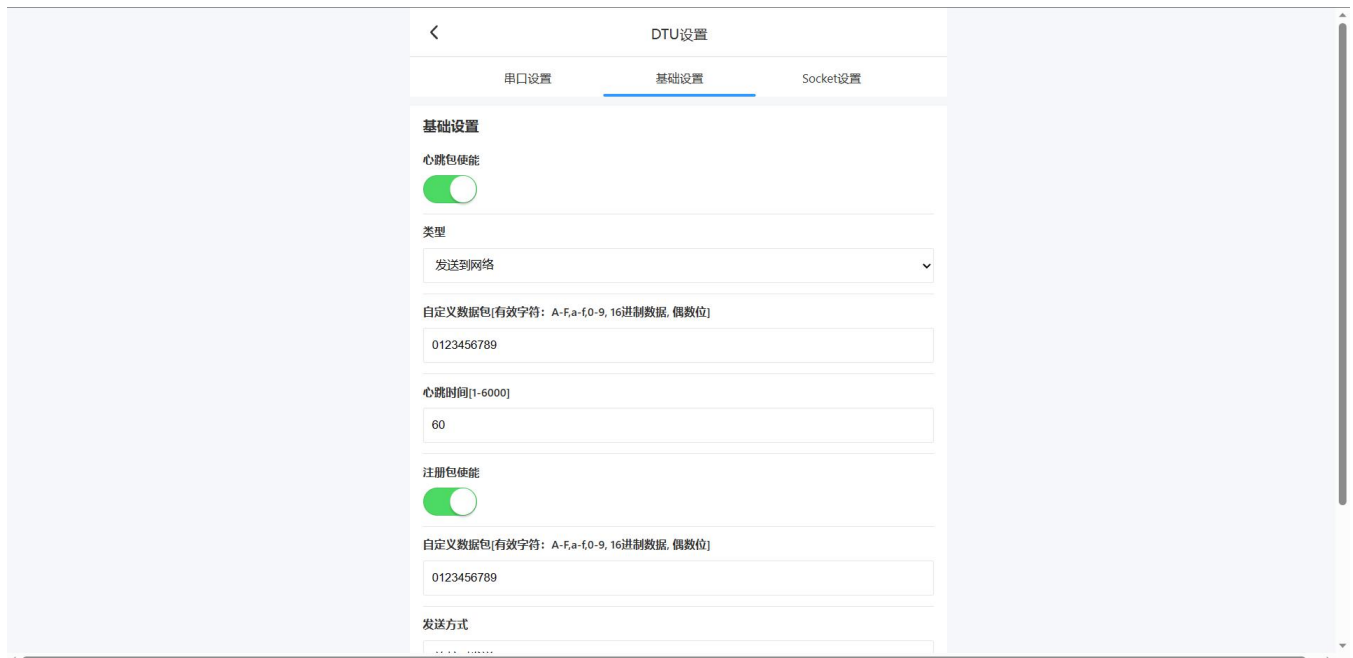 DTU设置
串口设置 基础设置 Socket设置
基础设置
心跳包使能
类型
发送到网络
自定义数据包[有效字符：A-F,a-f,0-9, 16进制数据, 偶数位]
0123456789
心跳时间[1-6000]
60
注册包使能
自定义数据包[有效字符：A-F,a-f,0-9, 16进制数据, 偶数位]
0123456789
发送方式